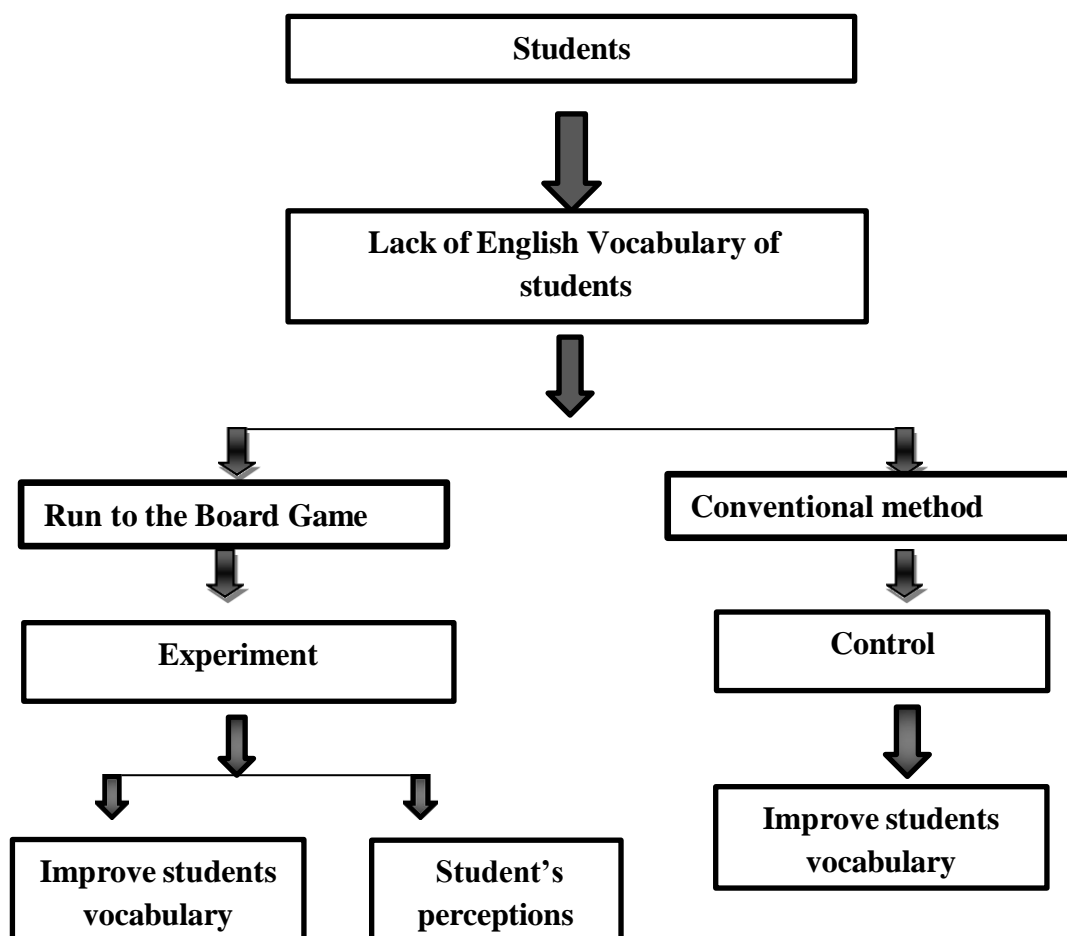 Students
Lack of English Vocabulary of
students
Run to the Board Game
Conventional method
Experiment
Control
Improve students
vocabulary
Student’s
perceptions
Improve students
vocabulary